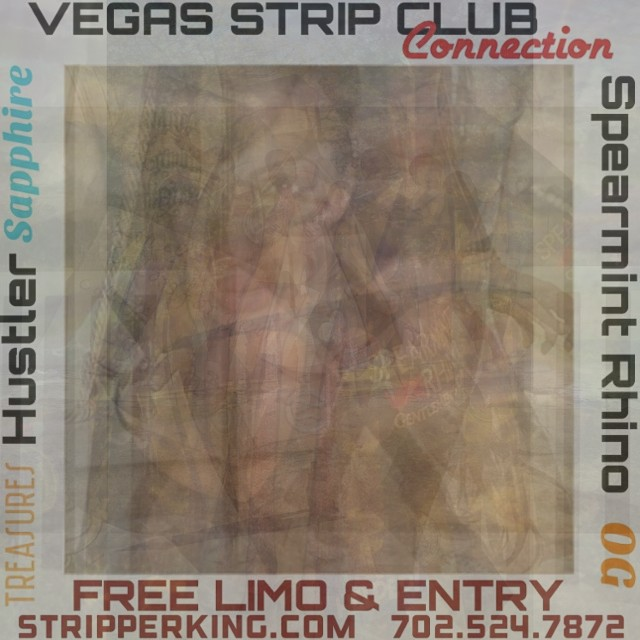 VEGAS STRIP CLUB
Connection
Sapphire
Hustler
TREASURES
Spearmint Rhino
OG
FREE LIMO & ENTRY
STRIPPERKING.COM 702.524.7872